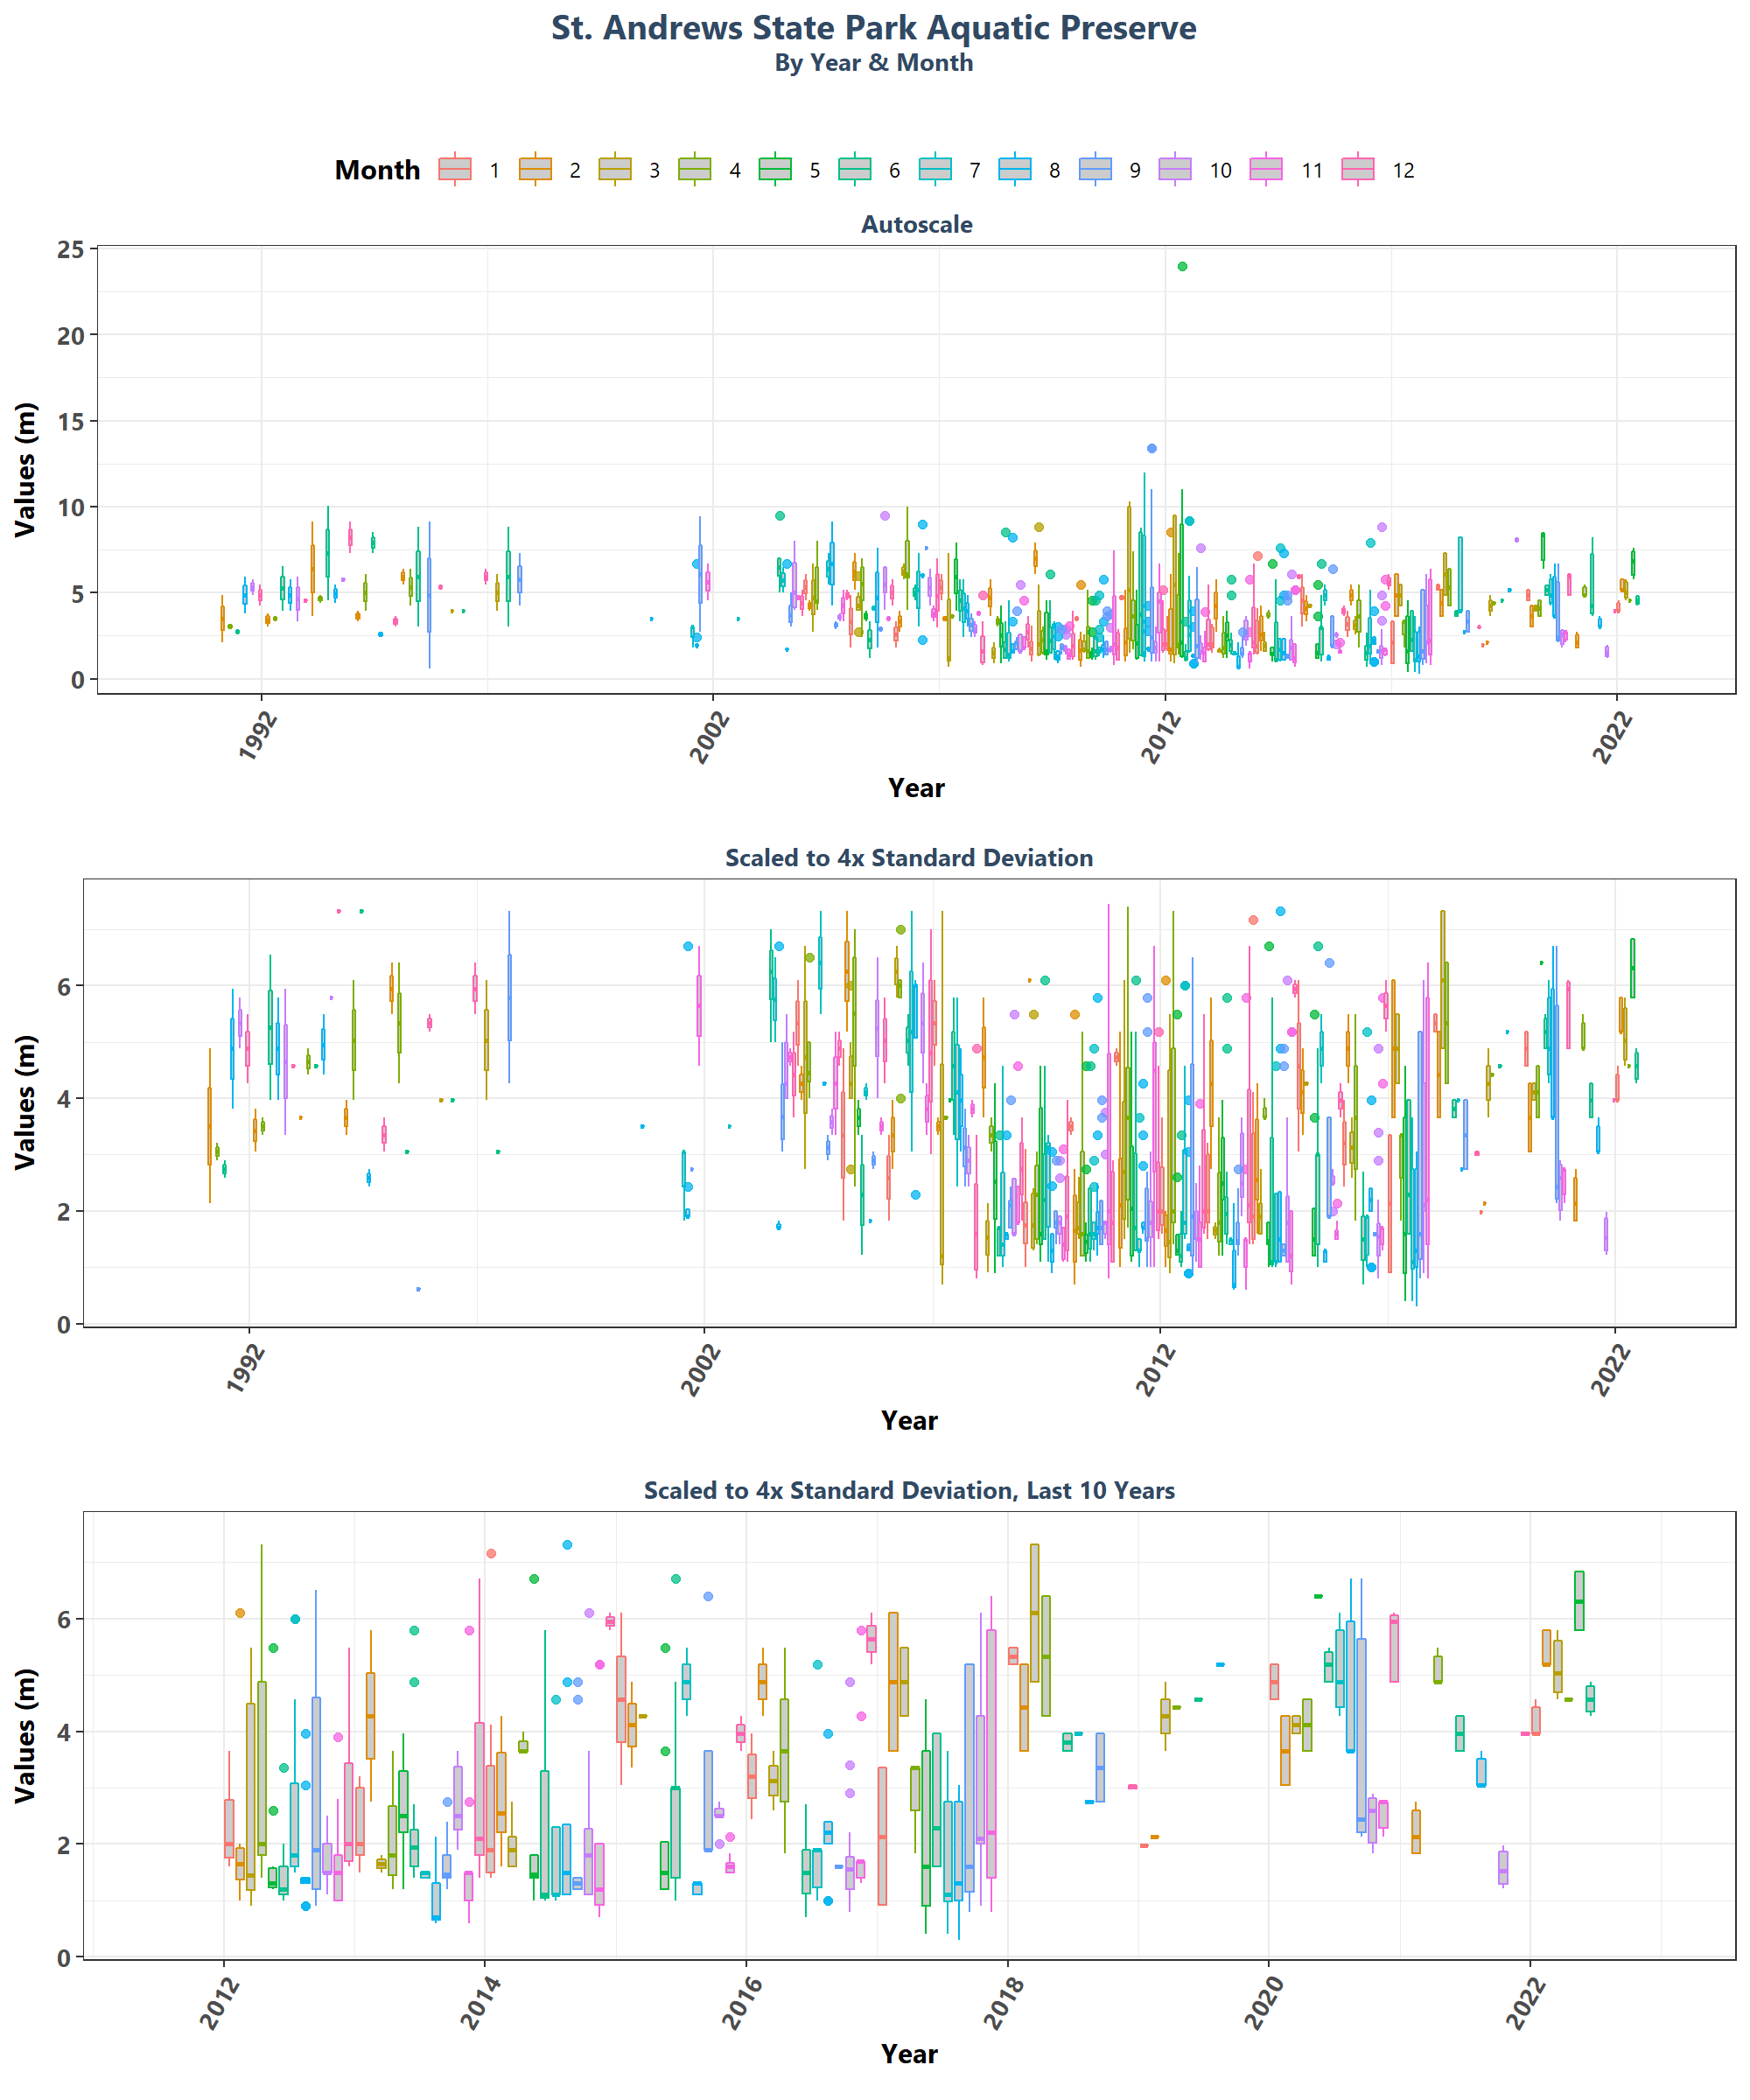 St. Andrews State Park Aquatic Preserve
By Year & Month
Month 1 2 3 4 5 6 7 8 9 10 11 12
Autoscale
Values (m)
25
20
15
10
5
0
1992 2002 2012 2022
Year
Scaled to 4x Standard Deviation
Values (m)
6
4
2
0
1992 2002 2012 2022
Year
Scaled to 4x Standard Deviation, Last 10 Years
Values (m)
6
4
2
0
2012 2014 2016 2018 2020 2022
Year